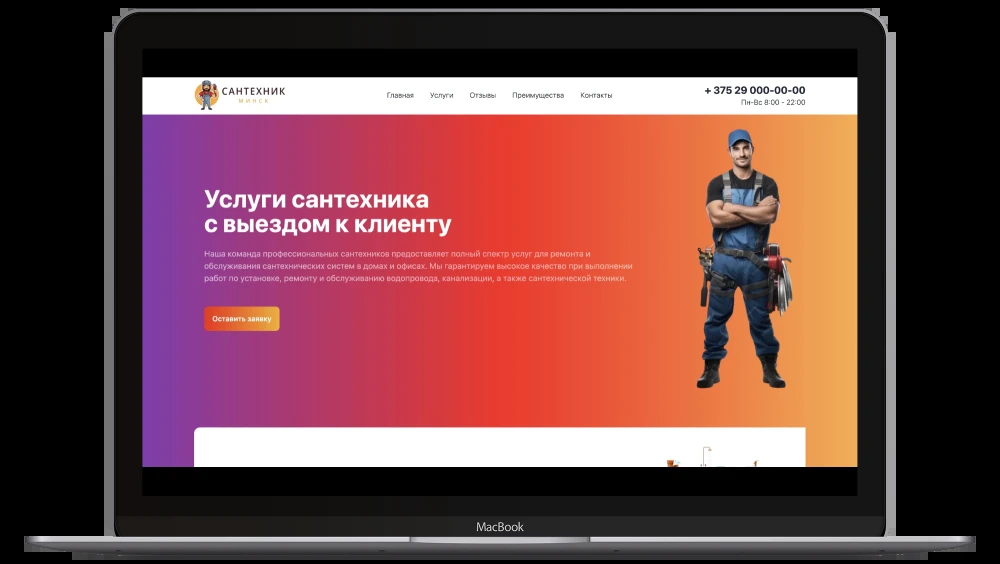 САНТЕХНИК
МИНСК
Главная Услуги Отзывы Преимущества Контакты
+ 375 29 000-00-00
Пн-Вс 8:00 - 22:00
Услуги сантехника
с выездом к клиенту
Наша команда профессиональных сантехников предоставляет полный спектр услуг для ремонта и
обслуживания сантехнических систем в домах и офисах. Мы гарантируем высокое качество при выполнении
работ по установке, ремонту и обслуживанию водопровода, канализации, а также сантехнической техники.
Оставить заявку
MacBook